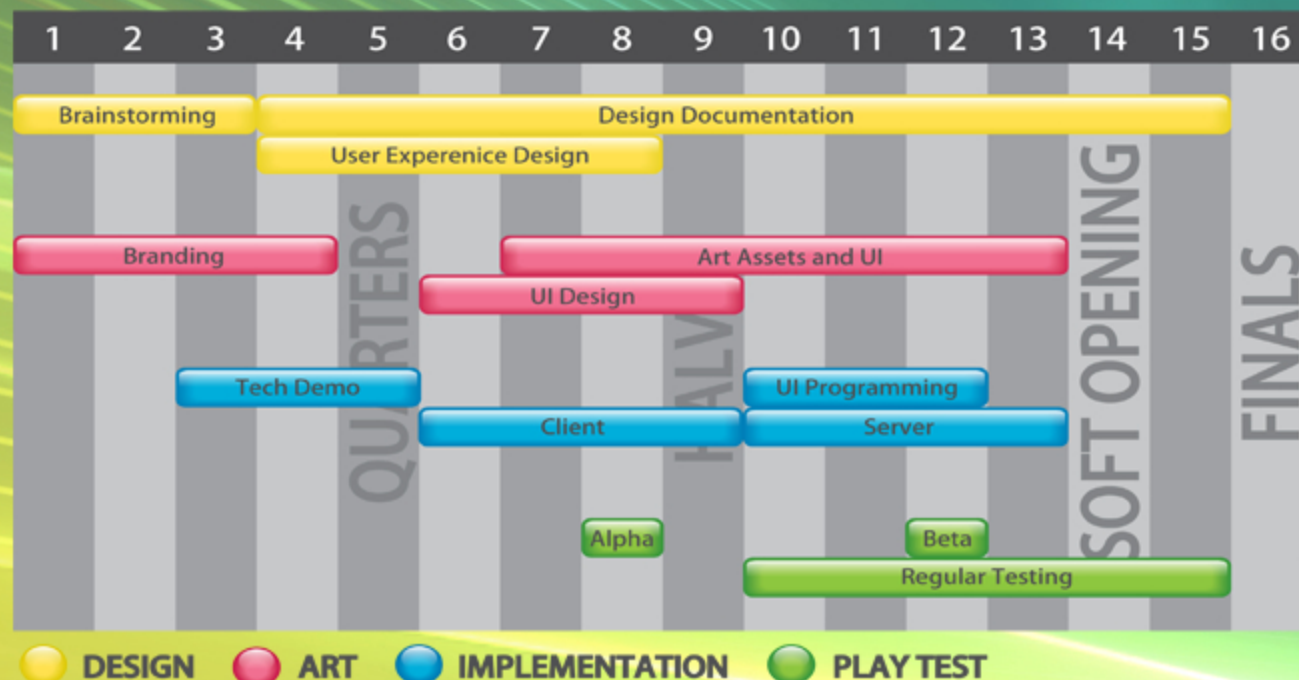 1 2 3 4 5 6 7 8 9 10 11 12 13 14 15 16
Brainstorming
Design Documentation
User Experenice Design
Branding
Art Assets and UI
UI Design
Tech Demo
UI Programming
Client
Server
Alpha
Beta
Regular Testing
QUARTERS
HALV
SOFT OPENING
FINALS
DESIGN ART IMPLEMENTATION PLAY TEST